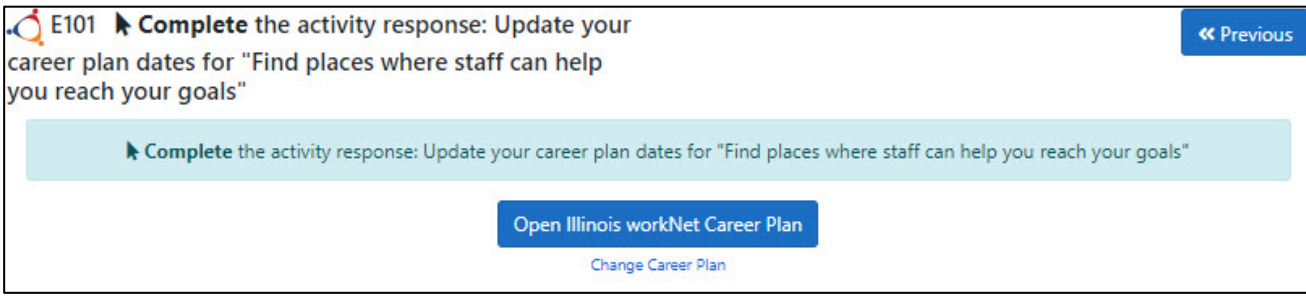 E101 Complete the activity response: Update your
« Previous
career plan dates for "Find places where staff can help
you reach your goals"
Complete the activity response: Update your career plan dates for "Find places where staff can help you reach your goals"
Open Illinois workNet Career Plan
Change Career Plan